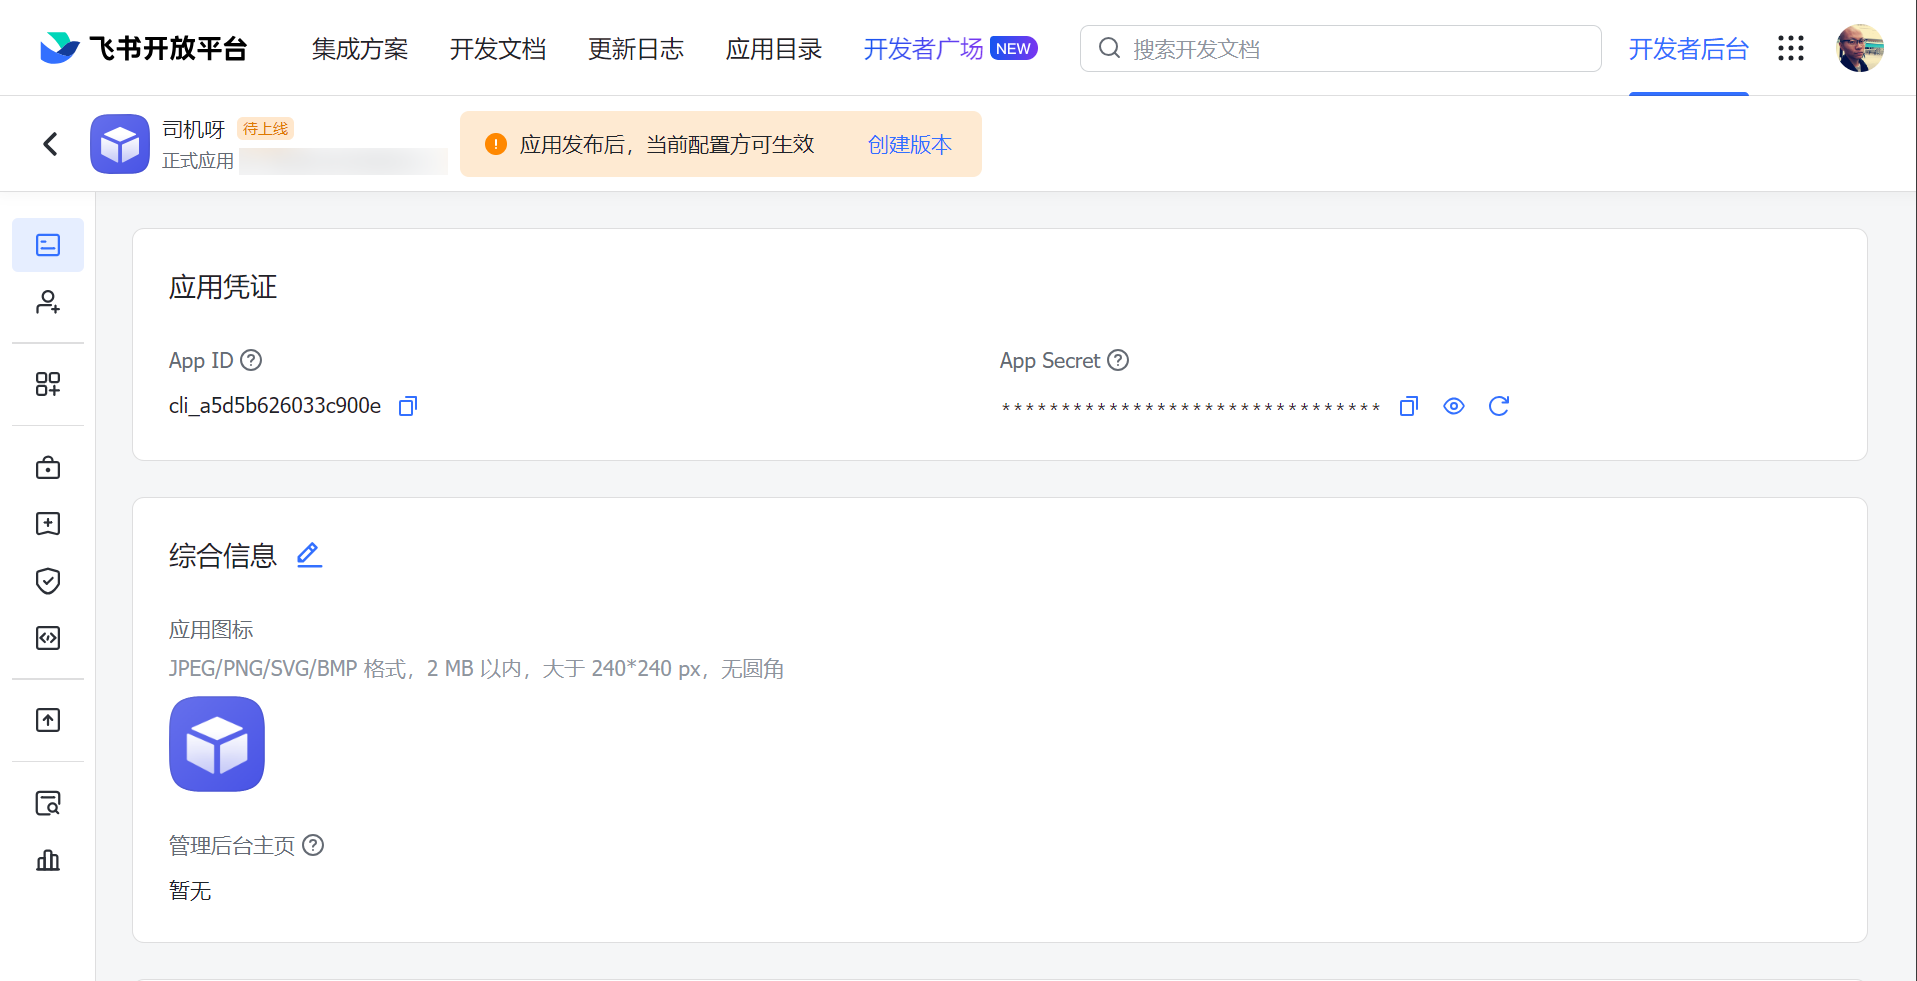 飞书开放平台
集成方案
开发文档
更新日志
应用目录
开发者广场 NEW
搜索开发文档
开发者后台
司机呀 待上线
正式应用
应用发布后，当前配置方可生效 创建版本
应用凭证
App ID
cli_a5d5b626033c900e
App Secret
********************************
综合信息
应用图标
JPEG/PNG/SVG/BMP 格式，2 MB 以内，大于 240*240 px，无圆角
管理后台主页
暂无